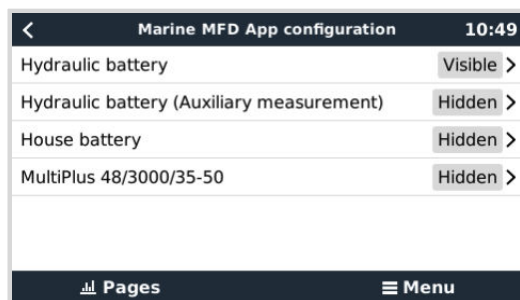 Marine MFD App configuration 10:49
Hydraulic battery Visible
Hydraulic battery (Auxiliary measurement) Hidden
House battery Hidden
MultiPlus 48/3000/35-50 Hidden
Pages Menu